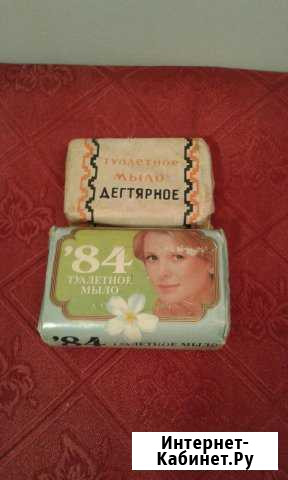 ТУАЛЕТНОЕ
МЫЛО
ДЕГТЯРНОЕ
'84
ТУАЛЕТНОЕ
МЫЛО
'84 ТУАЛЕТНОЕ МЫЛО
Интернет-
Кабинет.Ру